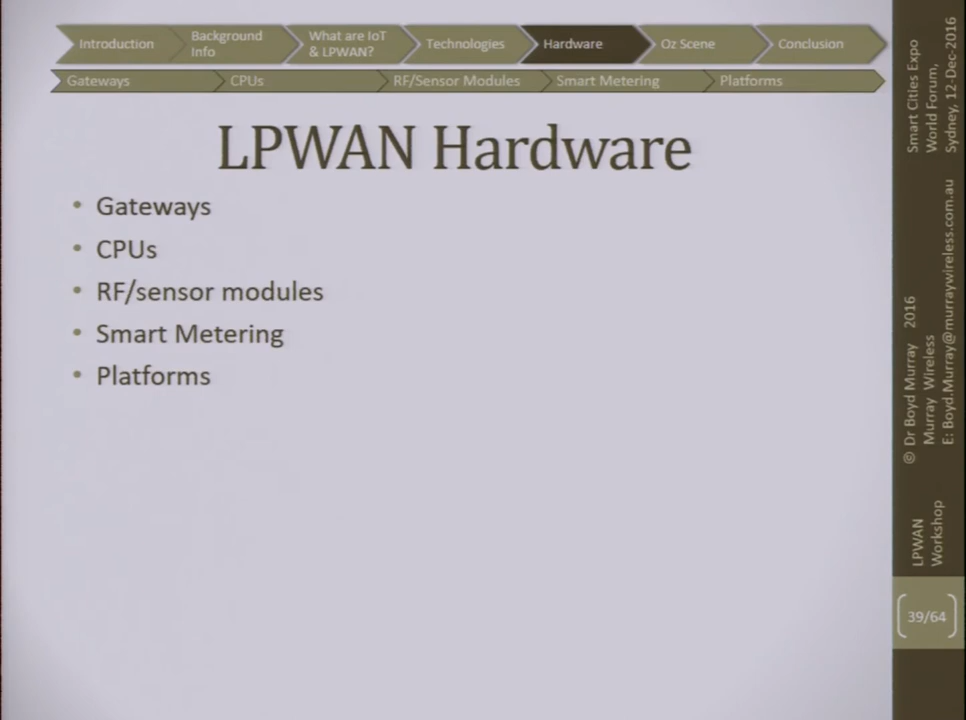 Introduction
Background
Info
What are IoT
& LPWAN?
Technologies
Hardware
Oz Scene
Conclusion
Gateways
CPUs
RF/Sensor Modules
Smart Metering
Platforms
LPWAN Hardware
• Gateways
• CPUs
• RF/sensor modules
• Smart Metering
• Platforms
Smart Cities Expo
World Forum,
Sydney, 12-Dec-2016
© Dr Boyd Murray 2016
Murray Wireless
E: Boyd.Murray@murraywireless.com.au
LPWAN
Workshop
39/64